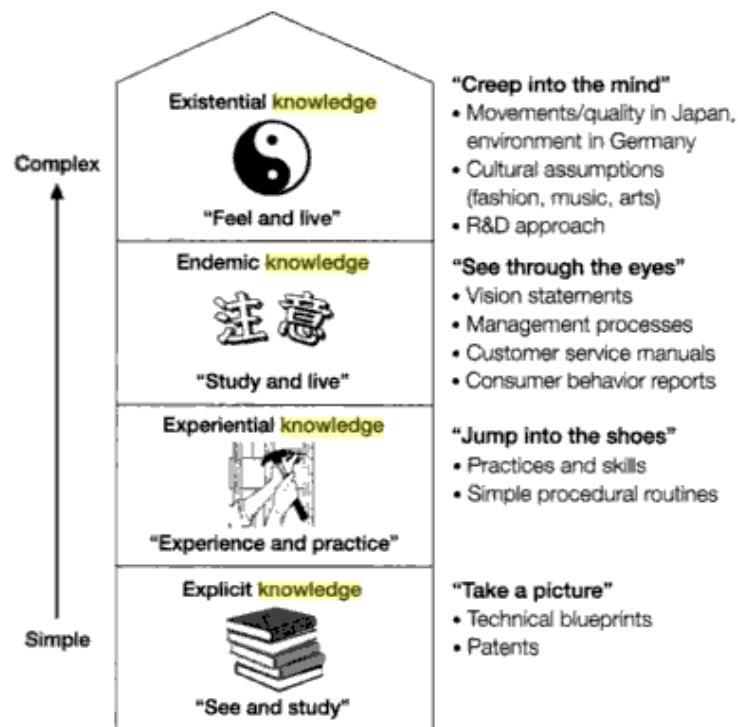 Complex
Simple
Existential knowledge
"Feel and live"
"Creep into the mind"
• Movements/quality in Japan,
environment in Germany
• Cultural assumptions
(fashion, music, arts)
• R&D approach
Endemic knowledge
注意
"Study and live"
"See through the eyes"
• Vision statements
• Management processes
• Customer service manuals
• Consumer behavior reports
Experiential knowledge
"Experience and practice"
"Jump into the shoes"
• Practices and skills
• Simple procedural routines
Explicit knowledge
"See and study"
"Take a picture"
• Technical blueprints
• Patents